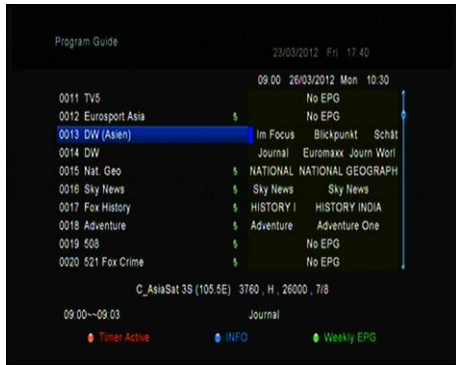 Program Guide
23/03/2012 Fri 17.40
09:00 26/03/2012 Mon 10:30
0011 TV5 No EPG
0012 Eurosport Asia $ No EPG
0013 DW (Asien) Im Focus Blickpunkt Schät
0014 DW Journal Euromaxx Journ Worl
0015 Nat. Geo $ NATIONAL NATIONAL GEOGRAPH
0016 Sky News $ Sky News Sky News
0017 Fox History $ HISTORY I HISTORY INDIA
0018 Adventure $ Adventure Adventure One
0019 508 $ No EPG
0020 521 Fox Crime $ No EPG
C_AsiaSat 3S (105.5E) 3760 , H , 26000 , 7/8
09:00~~09:03 Journal
Timer Active INFO Weekly EPG